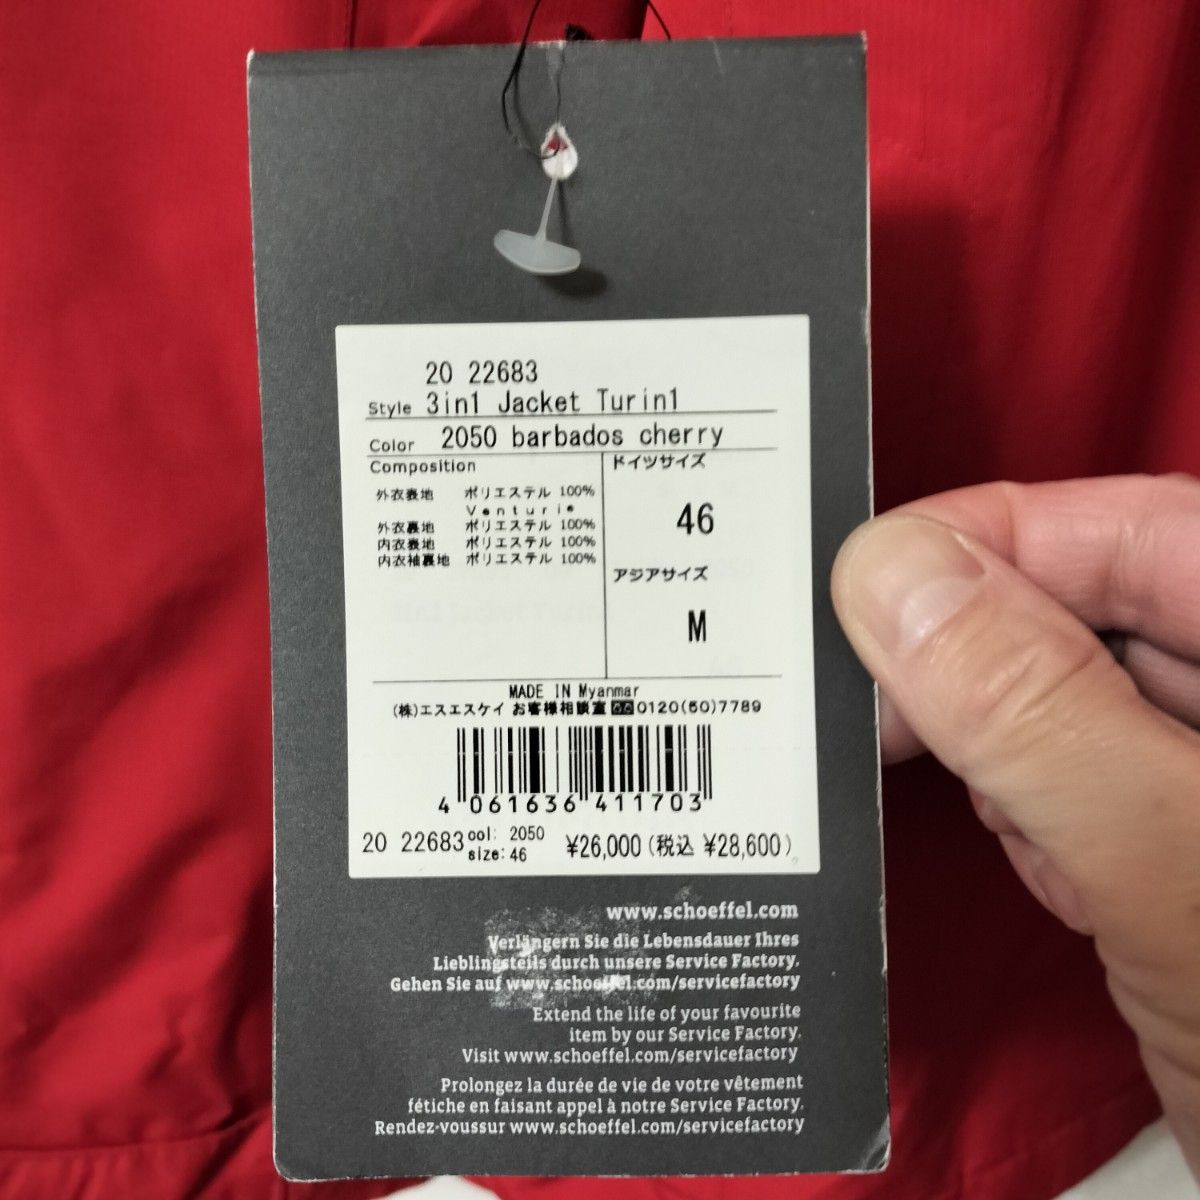 20 22683
Style 3in1 Jacket Turin1
Color 2050 barbados cherry
Composition
外衣表地 ポリエステル 100%
Venturie
外衣裏地 ポリエステル 100%
内衣表地 ポリエステル 100%
内衣袖裏地 ポリエステル 100%
ドイツサイズ
46
アジアサイズ
M
MADE IN Myanmar
(株)エスエスケイ お客様相談室 0120(60)7789
4 061636 411703
20 22683 col: 2050 size: 46 ¥26,000(税込 ¥28,600)
www.schoeffel.com
Verlängern Sie die Lebensdauer Ihres
Lieblingsteils durch unsere Service Factory.
Gehen Sie auf www.schoeffel.com/servicefactory
Extend the life of your favourite
item by our Service Factory.
Visit www.schoeffel.com/servicefactory
Prolongez la durée de vie de votre vêtement
fétiche en faisant appel à notre Service Factory.
Rendez-voussur www.schoeffel.com/servicefactory